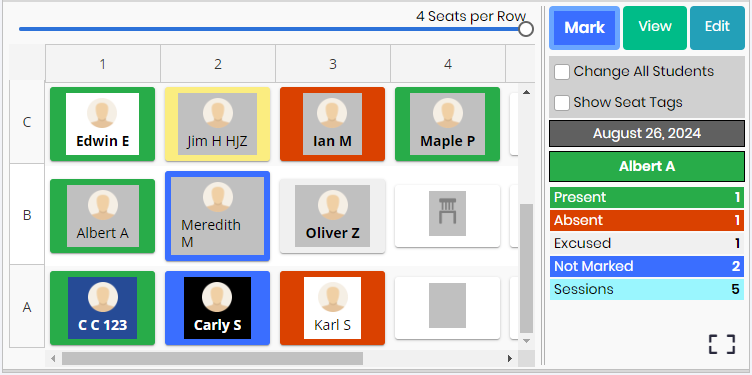 4 Seats per Row
1 2 3 4
C
Edwin E
Jim H HJZ
Ian M
Maple P
B
Albert A
Meredith
M
Oliver Z
A
C C 123
Carly S
Karl S
Mark
View
Edit
Change All Students
Show Seat Tags
August 26, 2024
Albert A
Present 1
Absent 1
Excused 1
Not Marked 2
Sessions 5